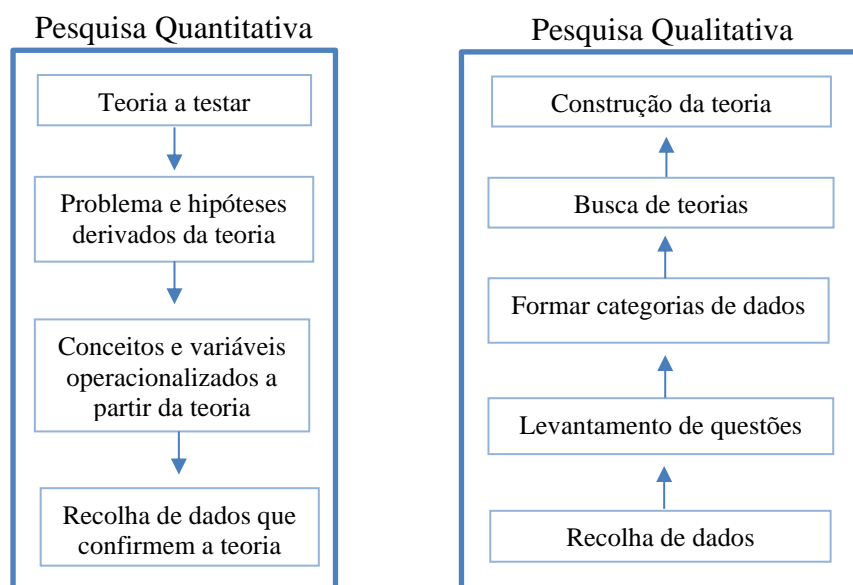 Pesquisa Quantitativa
Teoria a testar
Problema e hipóteses
derivados da teoria
Conceitos e variáveis
operacionalizados a
partir da teoria
Recolha de dados que
confirmem a teoria
Pesquisa Qualitativa
Construção da teoria
Busca de teorias
Formar categorias de dados
Levantamento de questões
Recolha de dados